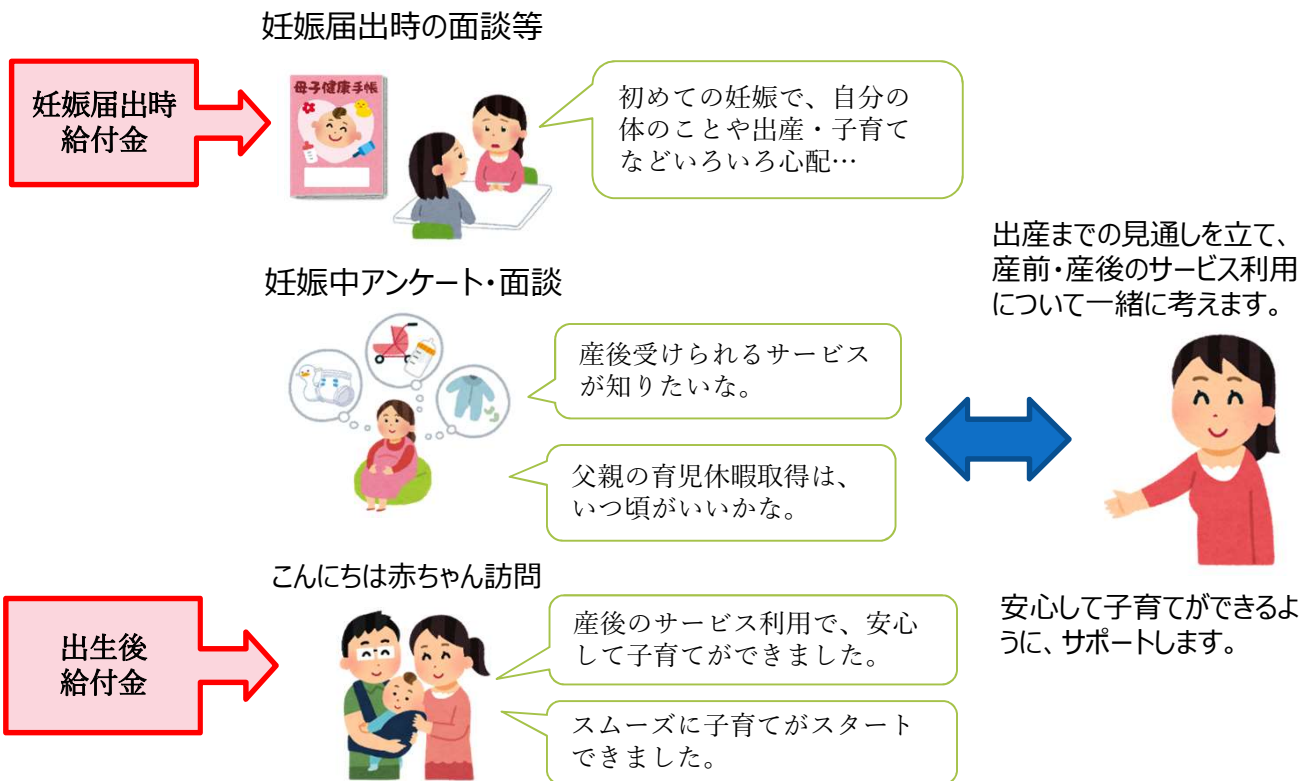 妊娠届出時の面談等
妊娠届出時
給付金
母子健康手帳
初めての妊娠で、自分の
体のことや出産・子育て
などいろいろ心配…
出産までの見通しを立て、
産前・産後のサービス利用
について一緒に考えます。
妊娠中アンケート・面談
産後受けられるサービス
が知りたいな。
父親の育児休暇取得は、
いつ頃がいいかな。
こんにちは赤ちゃん訪問
出生後
給付金
産後のサービス利用で、安心
して子育てができました。
スムーズに子育てがスタート
できました。
安心して子育てができるよ
うに、サポートします。